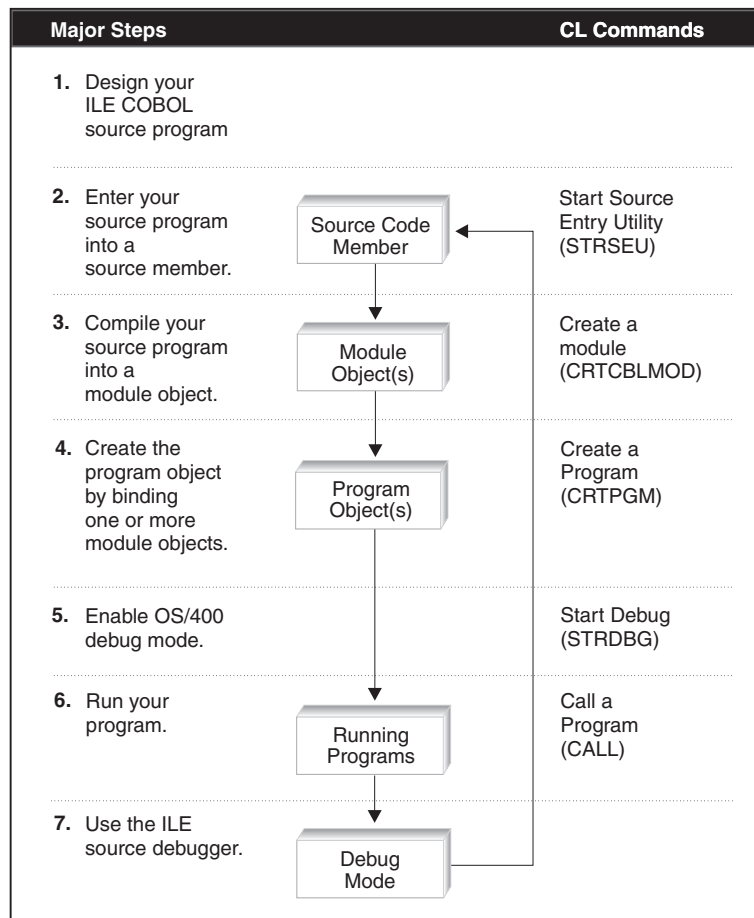 Major Steps
CL Commands
1. Design your
ILE COBOL
source program
2. Enter your
source program
into a
source member.
Source Code
Member
Start Source
Entry Utility
(STRSEU)
3. Compile your
source program
into a
module object.
Module
Object(s)
Create a
module
(CRTCBLMOD)
4. Create the
program object
by binding
one or more
module objects.
Program
Object(s)
Create a
Program
(CRTPGM)
5. Enable OS/400
debug mode.
Start Debug
(STRDBG)
6. Run your
program.
Running
Programs
Call a
Program
(CALL)
7. Use the ILE
source debugger.
Debug
Mode